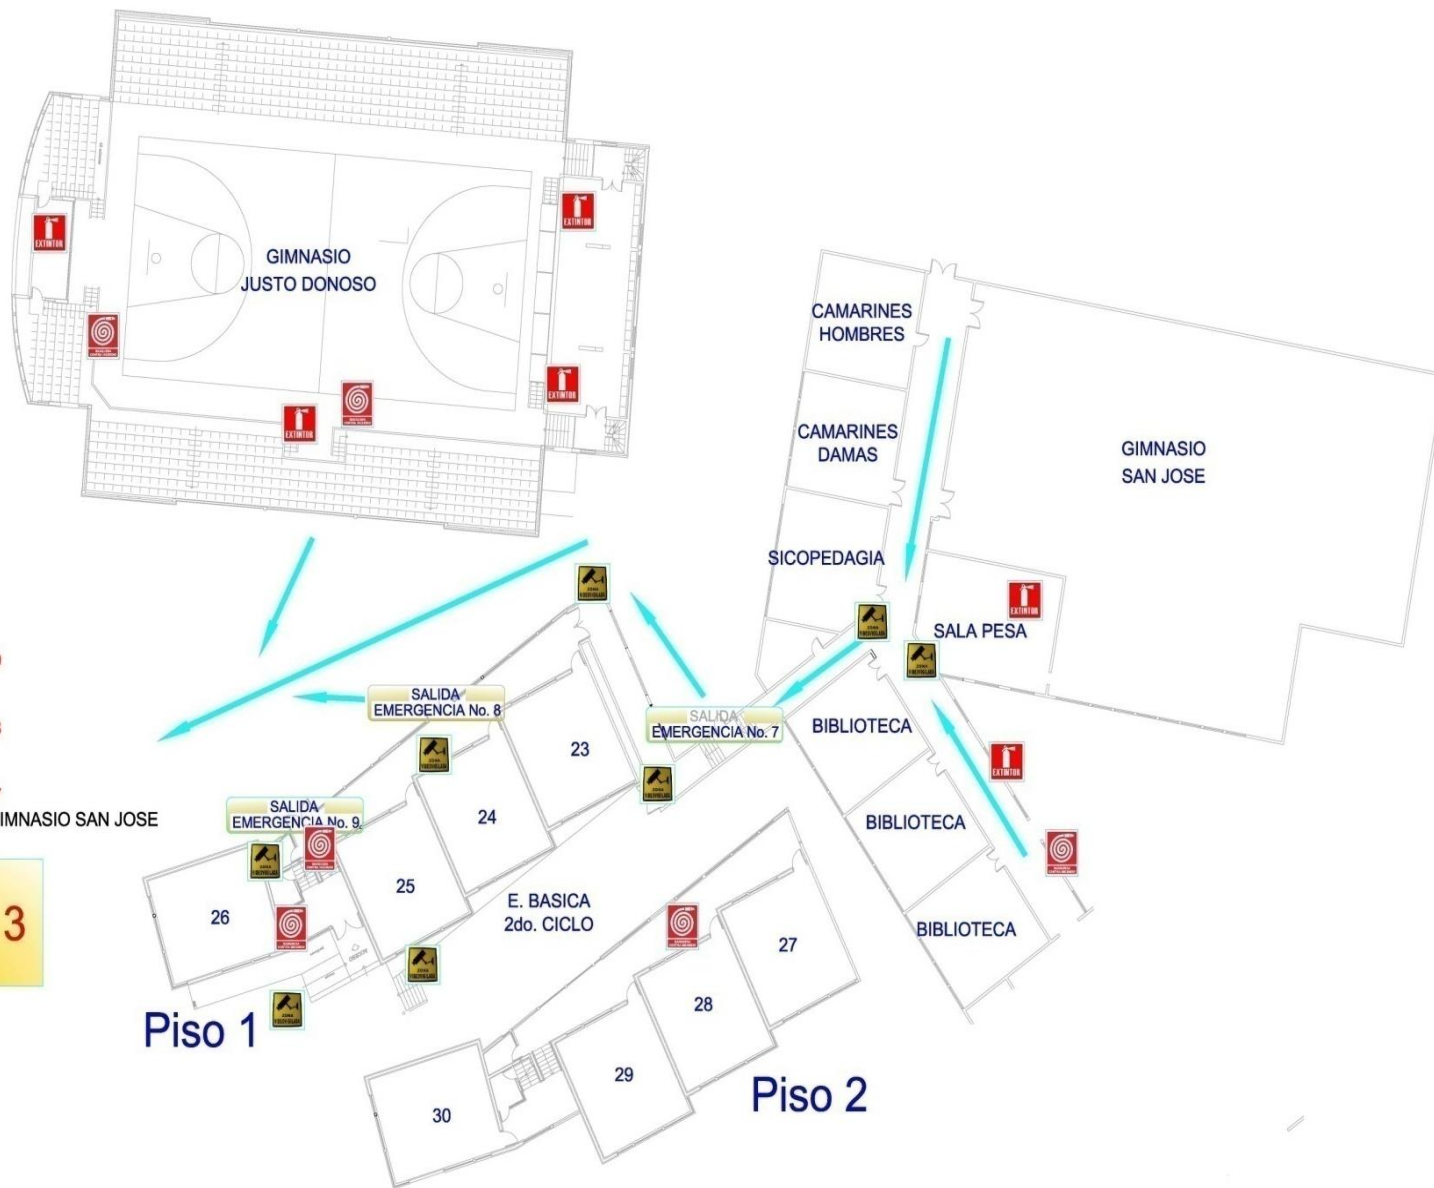 GIMNASIO
JUSTO DONOSO
EXTINTOR
EXTINTOR
EXTINTOR
EXTINTOR
CAMARINES
HOMBRES
CAMARINES
DAMAS
SICOPEDAGIA
GIMNASIO
SAN JOSE
EXTINTOR
SALA PESA
SALIDA
EMERGENCIA No. 8
SALIDA
EMERGENCIA No. 7
BIBLIOTECA
EXTINTOR
BIBLIOTECA
BIBLIOTECA
23
24
25
26
SALIDA
EMERGENCIA No. 9
IMNASIO SAN JOSE
3
E. BASICA
2do. CICLO
27
28
29
30
Piso 1
Piso 2